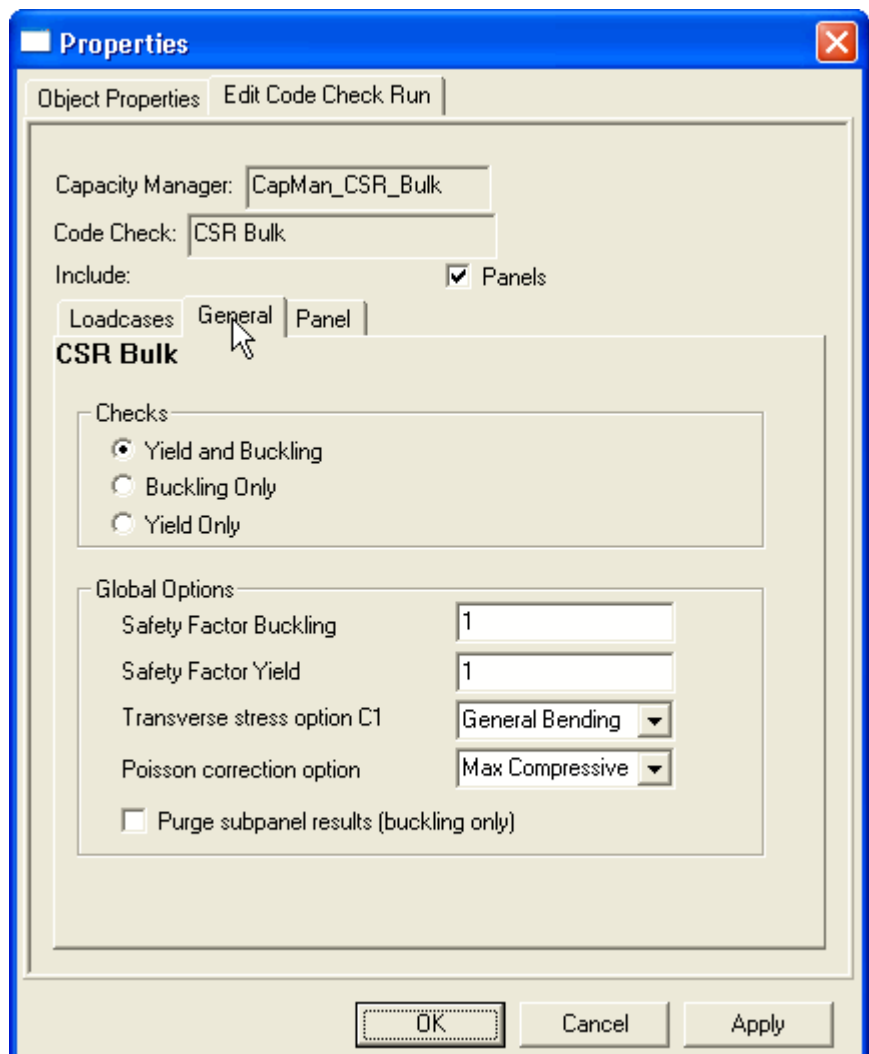 Properties
Object Properties Edit Code Check Run
Capacity Manager: CapMan_CSR_Bulk
Code Check: CSR Bulk
Include: Panels
Loadcases General Panel
CSR Bulk
Checks
Yield and Buckling
Buckling Only
Yield Only
Global Options
Safety Factor Buckling 1
Safety Factor Yield 1
Transverse stress option C1 General Bending
Poisson correction option Max Compressive
Purge subpanel results (buckling only)
OK Cancel Apply